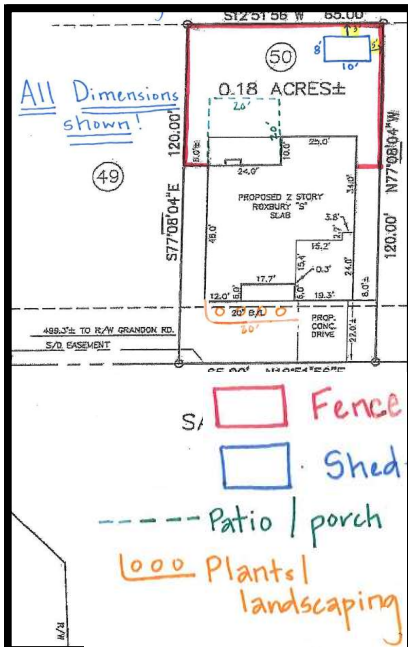 S12°51'56"W 65.00'
3'
5'
8'
10'
50
0.18 ACRES±
All Dimensions
shown!
20'
120.00'
8.0'±
10.0'
25.0'
24.0'
N77°08'04"W
49
S77°08'04"E
PROPOSED 2 STORY
ROXBURY "S"
SLAB
34.0'
48.0'
3.8'
2.7'
15.2'
15.4'
24.0'
120.00'
17.7'
0.3'
12.0'
6.0'
6.0'
19.3'
8.0'±
20' B/L
20'
PROP.
CONC.
DRIVE
22.0'±
499.3'± TO R/W GRANDON RD.
S/D EASEMENT
Fence
Shed
Patio / porch
Plants/
landscaping
R/W